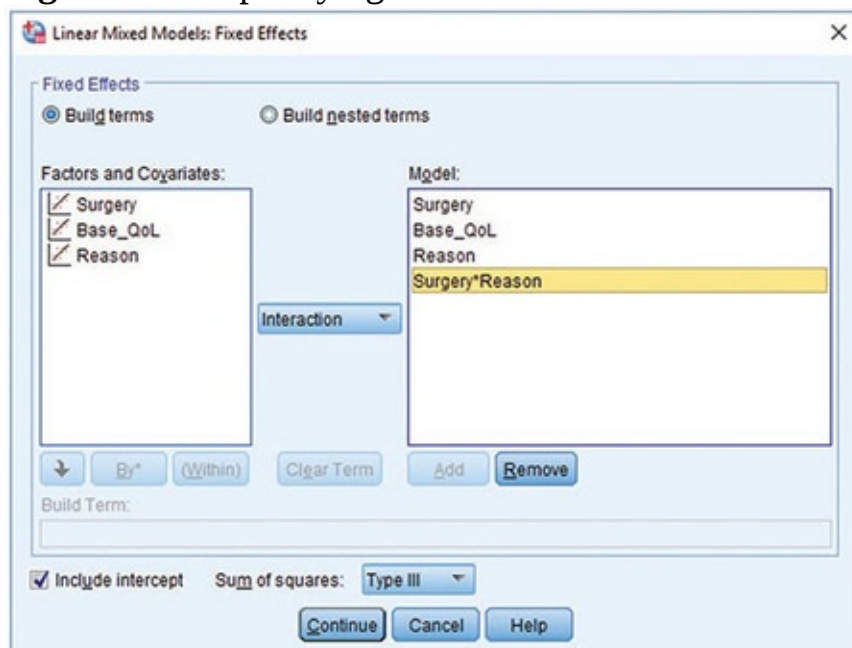 Linear Mixed Models: Fixed Effects
Fixed Effects
Build terms
Build nested terms
Factors and Covariates:
Surgery
Base_QoL
Reason
Interaction
Model:
Surgery
Base_QoL
Reason
Surgery*Reason
By*
(Within)
Clear Term
Add
Remove
Build Term:
Include intercept
Sum of squares:
Type III
Continue
Cancel
Help